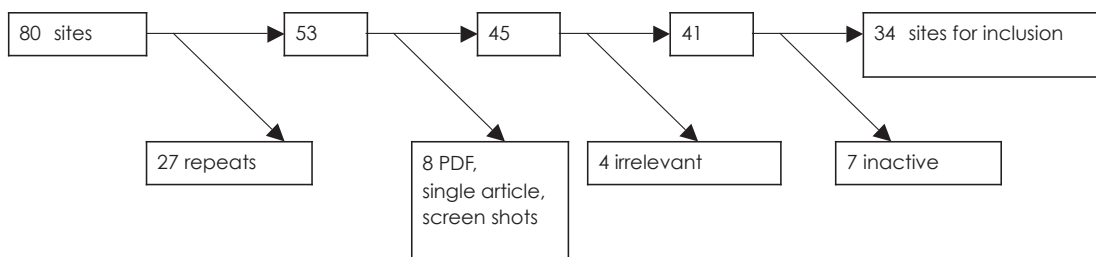 80 sites
53
45
41
34 sites for inclusion
27 repeats
8 PDF,
single article,
screen shots
4 irrelevant
7 inactive